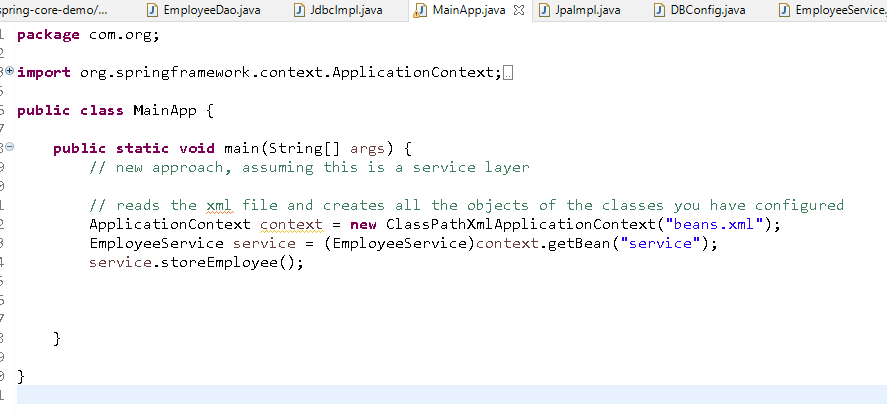 spring-core-demo/... EmployeeDao.java JdbcImpl.java MainApp.java JpaImpl.java DBConfig.java EmployeeService.
package com.org;
import org.springframework.context.ApplicationContext;
public class MainApp {
public static void main(String[] args) {
// new approach, assuming this is a service layer
// reads the xml file and creates all the objects of the classes you have configured
ApplicationContext context = new ClassPathXmlApplicationContext("beans.xml");
EmployeeService service = (EmployeeService)context.getBean("service");
service.storeEmployee();
}
}